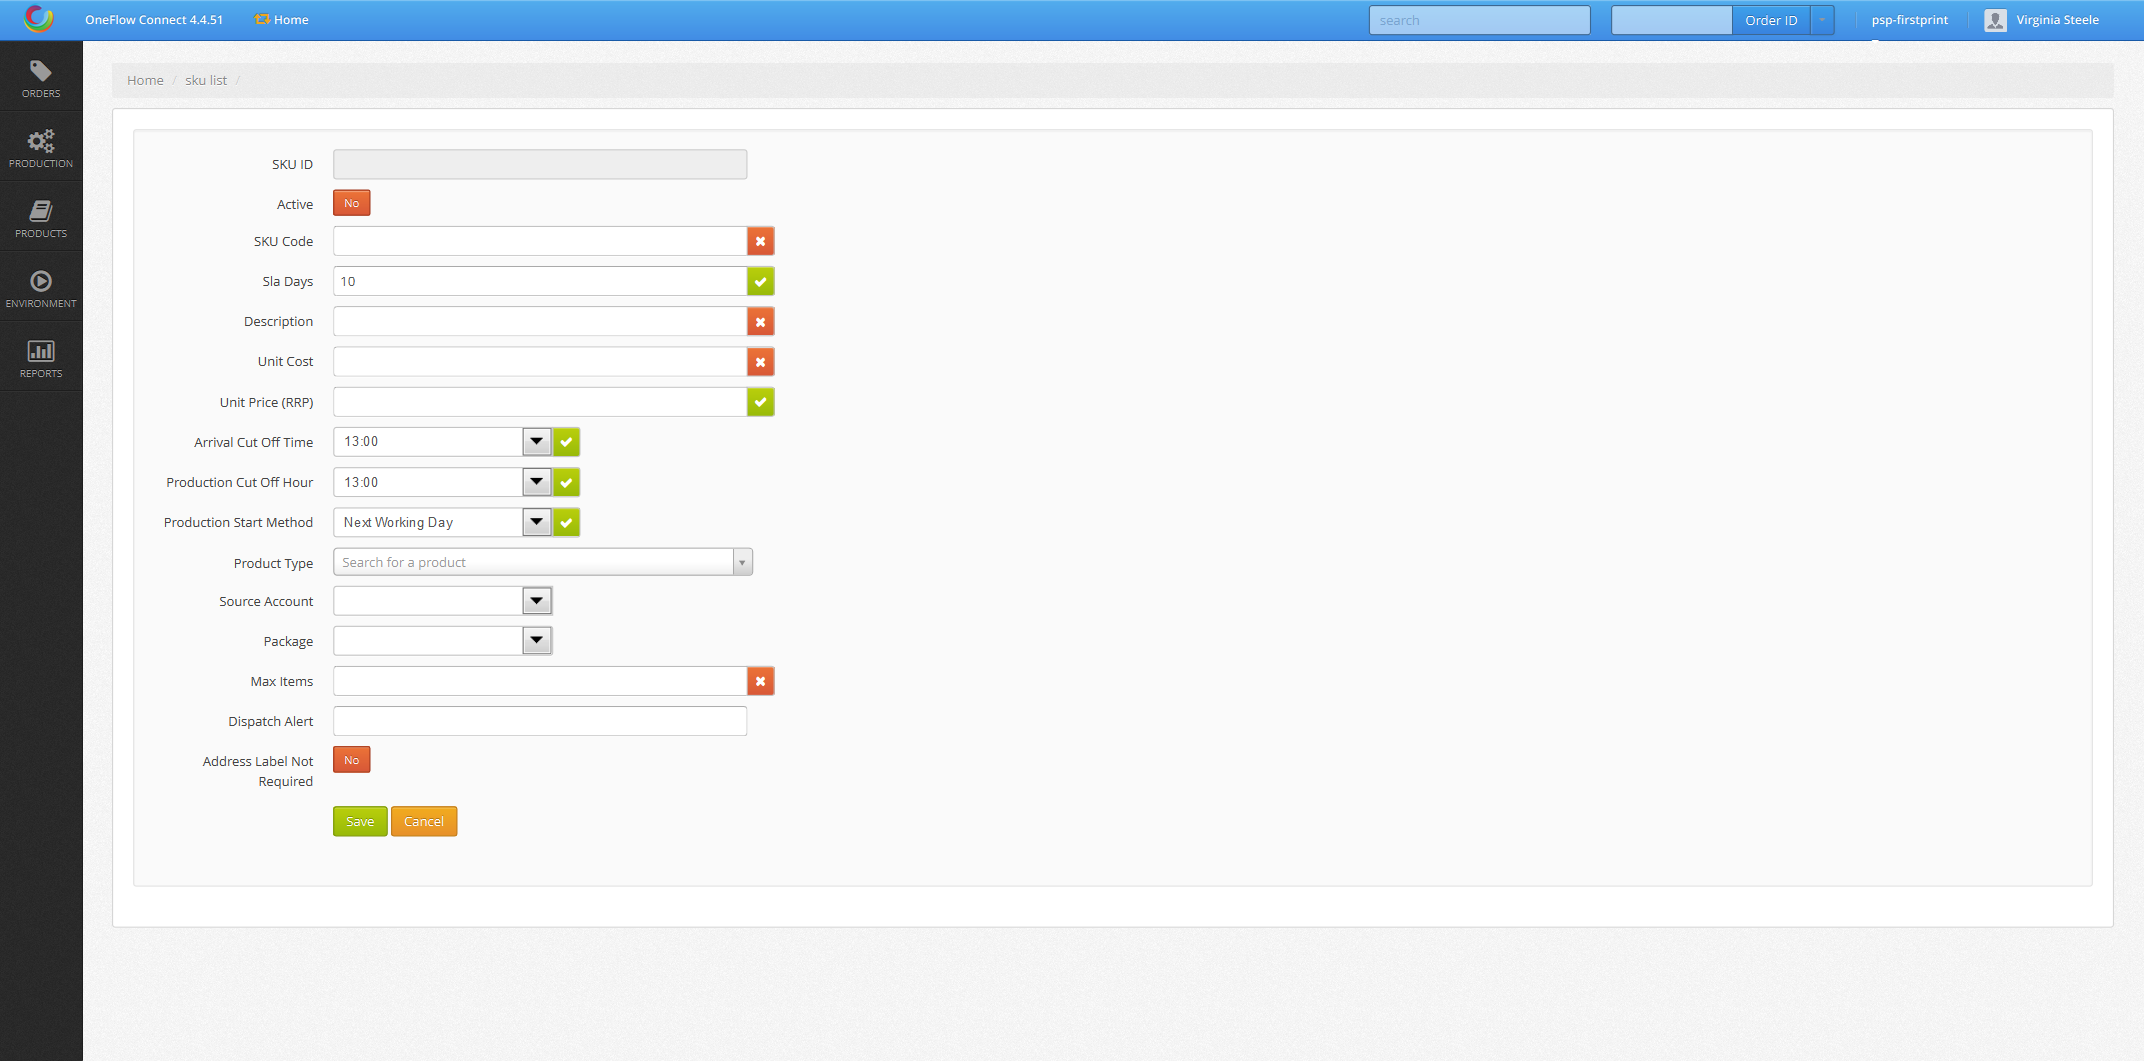 OneFlow Connect 4.4.51
Home
search
Order ID
psp-firstprint
Virginia Steele
ORDERS
PRODUCTION
PRODUCTS
ENVIRONMENT
REPORTS
Home / sku list /
SKU ID
Active No
SKU Code
Sla Days 10
Description
Unit Cost
Unit Price (RRP)
Arrival Cut Off Time 13:00
Production Cut Off Hour 13:00
Production Start Method Next Working Day
Product Type Search for a product
Source Account
Package
Max Items
Dispatch Alert
Address Label Not No
Required
Save Cancel